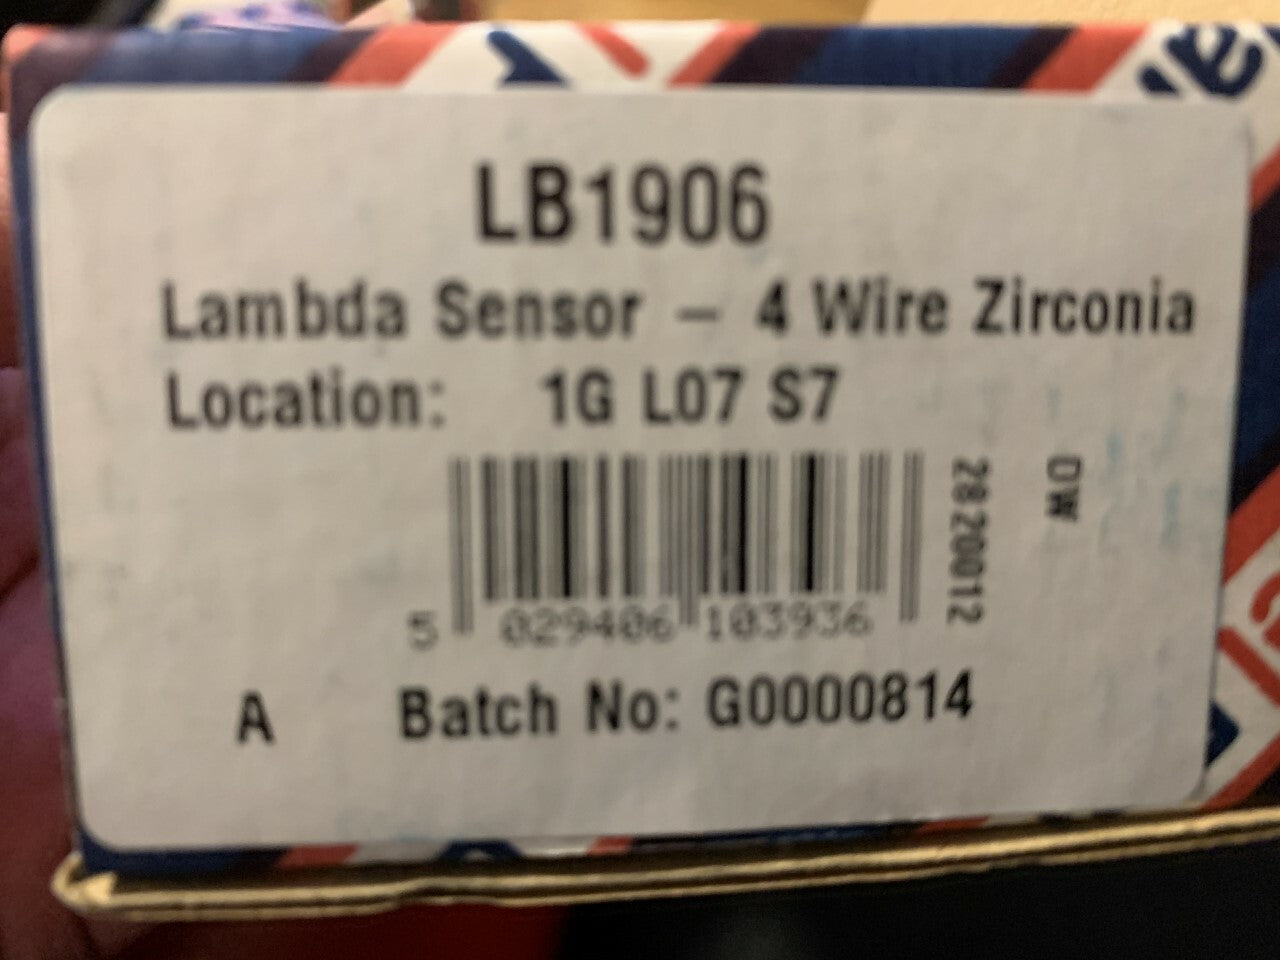 LB1906
Lambda Sensor – 4 Wire Zirconia
Location: 1G L07 S7
5 029406 103936
2820012
DW
A Batch No: G0000814